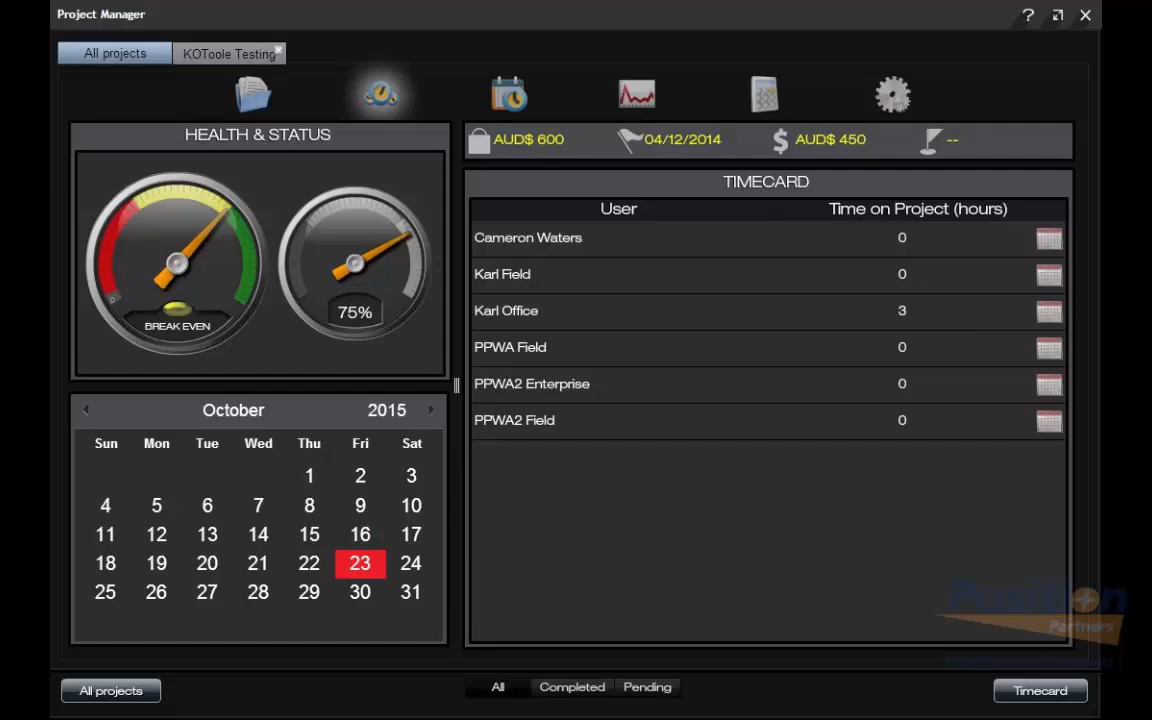 Project Manager
?
All projects
KOToole Testing
HEALTH & STATUS
0
BREAK EVEN
75%
AUD$ 600
04/12/2014
$ AUD$ 450
--
TIMECARD
User Time on Project (hours)
Cameron Waters 0
Karl Field 0
Karl Office 3
PPWA Field 0
PPWA2 Enterprise 0
PPWA2 Field 0
October 2015
Sun Mon Tue Wed Thu Fri Sat
1 2 3
4 5 6 7 8 9 10
11 12 13 14 15 16 17
18 19 20 21 22 23 24
25 26 27 28 29 30 31
Position
Partners
All projects
All Completed Pending
Timecard